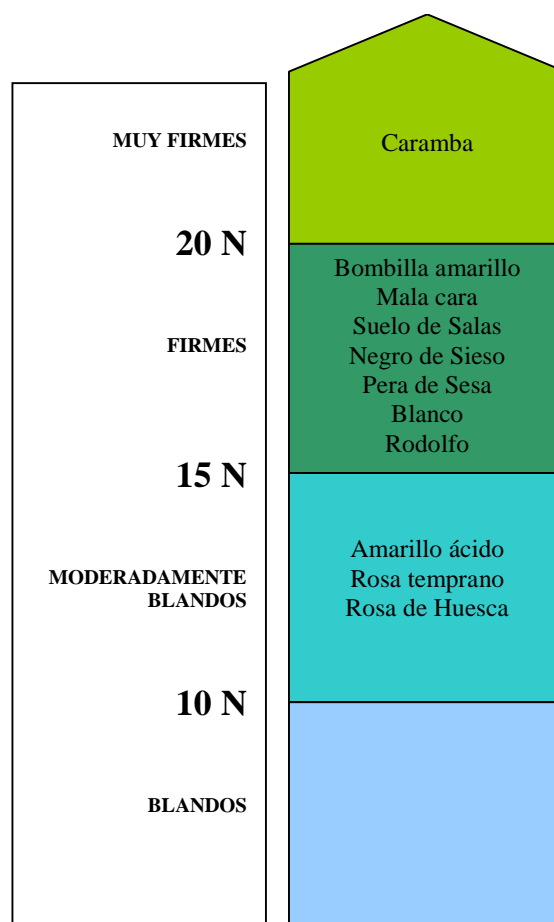 MUY FIRMES
Caramba
20 N
Bombilla amarillo
Mala cara
Suelo de Salas
FIRMES
Negro de Sieso
Pera de Sesa
Blanco
Rodolfo
15 N
Amarillo ácido
MODERADAMENTE
BLANDOS
Rosa temprano
Rosa de Huesca
10 N
BLANDOS